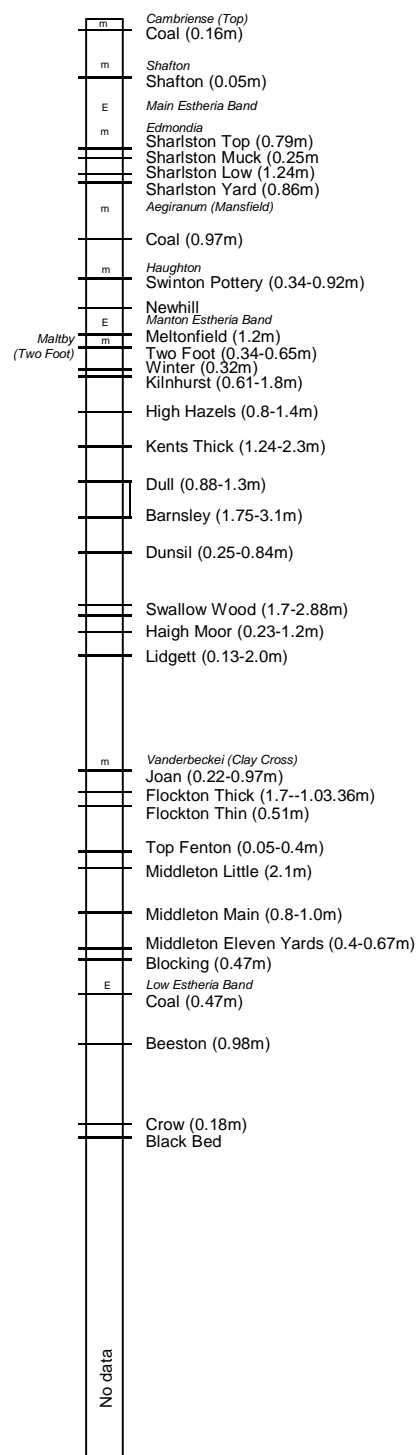 m
Cambriense (Top)
Coal (0.16m)
m
Shafton
Shafton (0.05m)
E
Main Estheria Band
m
Edmondia
Sharlston Top (0.79m)
Sharlston Muck (0.25m
Sharlston Low (1.24m)
Sharlston Yard (0.86m)
m
Aegiranum (Mansfield)
Coal (0.97m)
m
Haughton
Swinton Pottery (0.34-0.92m)
Newhill
E
Manton Estheria Band
Maltby
(Two Foot)
m
Meltonfield (1.2m)
Two Foot (0.34-0.65m)
Winter (0.32m)
Kilnhurst (0.61-1.8m)
High Hazels (0.8-1.4m)
Kents Thick (1.24-2.3m)
Dull (0.88-1.3m)
Barnsley (1.75-3.1m)
Dunsil (0.25-0.84m)
Swallow Wood (1.7-2.88m)
Haigh Moor (0.23-1.2m)
Lidgett (0.13-2.0m)
m
Vanderbeckei (Clay Cross)
Joan (0.22-0.97m)
Flockton Thick (1.7--1.03.36m)
Flockton Thin (0.51m)
Top Fenton (0.05-0.4m)
Middleton Little (2.1m)
Middleton Main (0.8-1.0m)
Middleton Eleven Yards (0.4-0.67m)
Blocking (0.47m)
E
Low Estheria Band
Coal (0.47m)
Beeston (0.98m)
Crow (0.18m)
Black Bed
No data